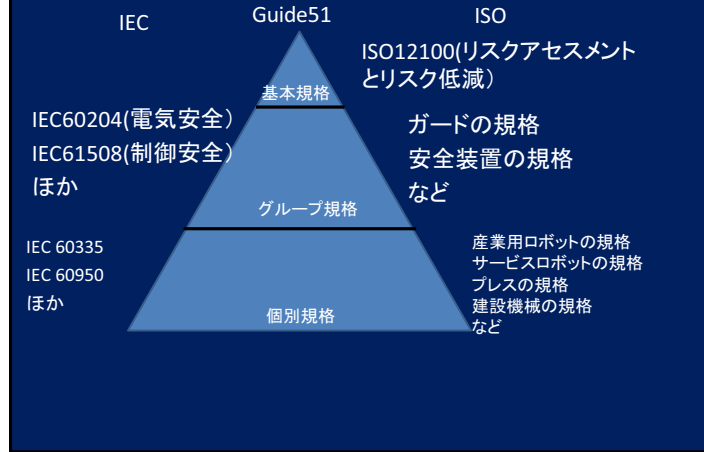 IEC
Guide51
ISO
ISO12100(リスクアセスメント
とリスク低減）
基本規格
IEC60204(電気安全）
IEC61508(制御安全）
ほか
ガードの規格
安全装置の規格
など
グループ規格
IEC 60335
IEC 60950
ほか
産業用ロボットの規格
サービスロボットの規格
プレスの規格
建設機械の規格
など
個別規格